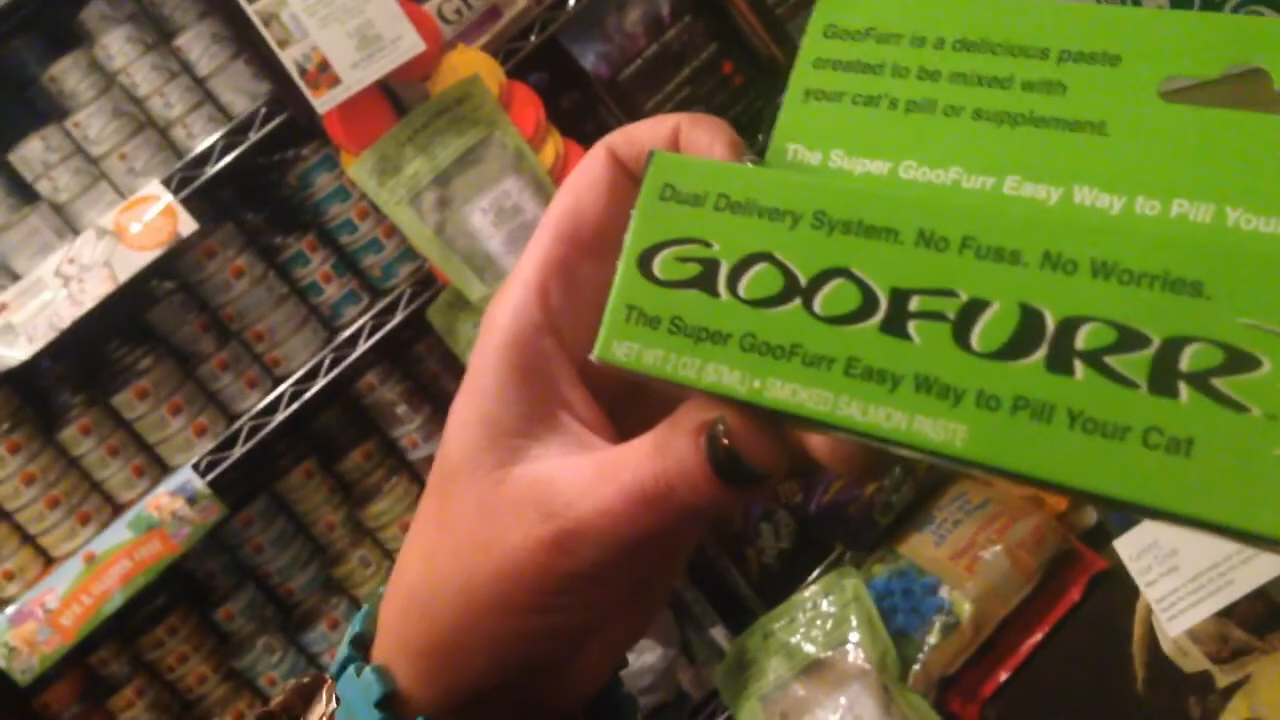 GooFurr is a delicious paste
created to be mixed with
your cat's pill or supplement.
The Super GooFurr Easy Way to Pill Your
Dual Delivery System. No Fuss. No Worries.
GOOFURR
The Super GooFurr Easy Way to Pill Your Cat
NET WT 2 OZ (57ML) • SMOKED SALMON PASTE